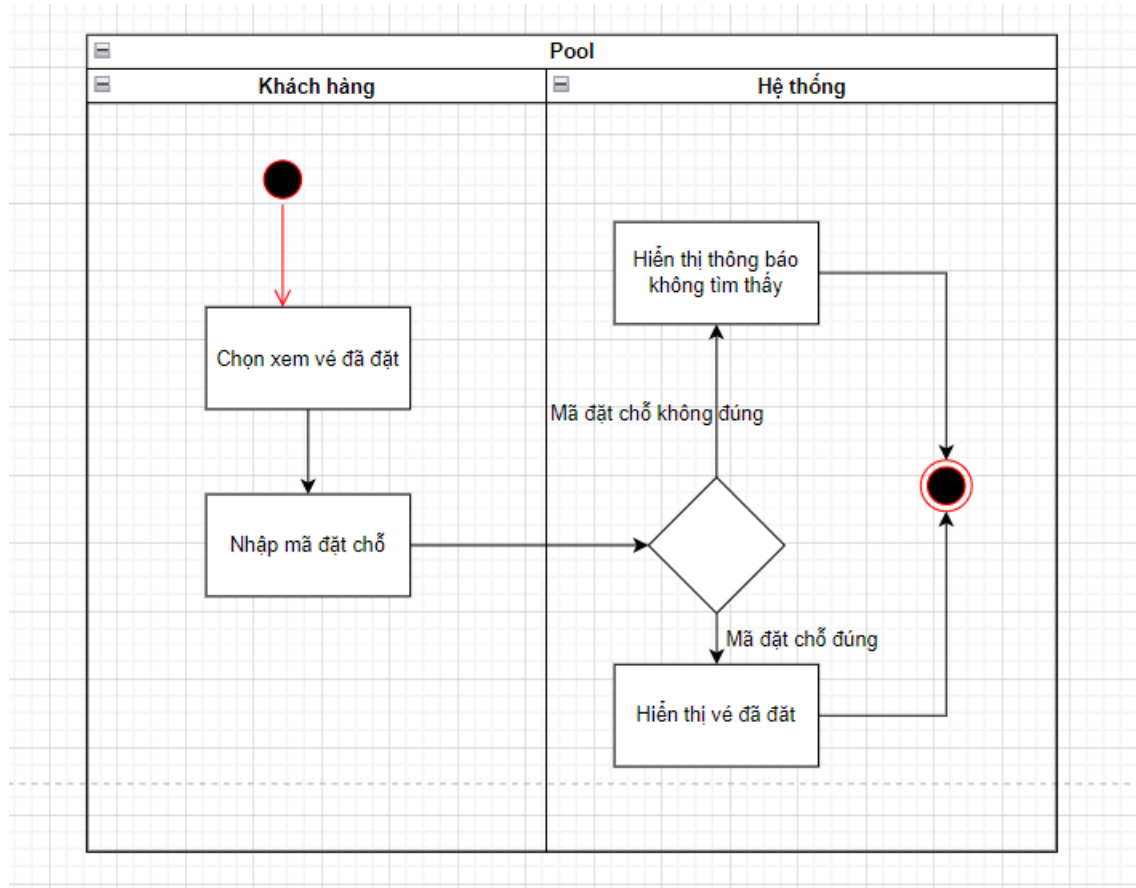 Pool
Khách hàng
Hệ thống
Chọn xem vé đã đặt
Nhập mã đặt chỗ
Hiển thị thông báo
không tìm thấy
Mã đặt chỗ không đúng
Mã đặt chỗ đúng
Hiển thị vé đã đăt